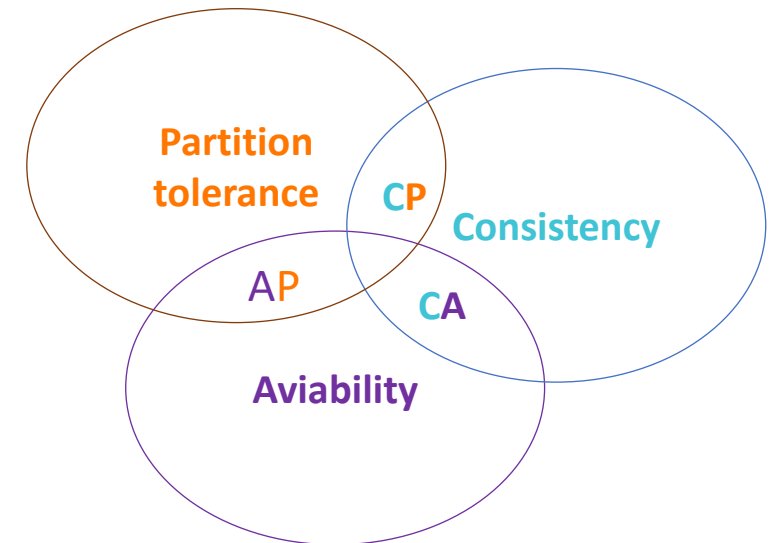 Partition
tolerance
CP
Consistency
AP
CA
Aviability